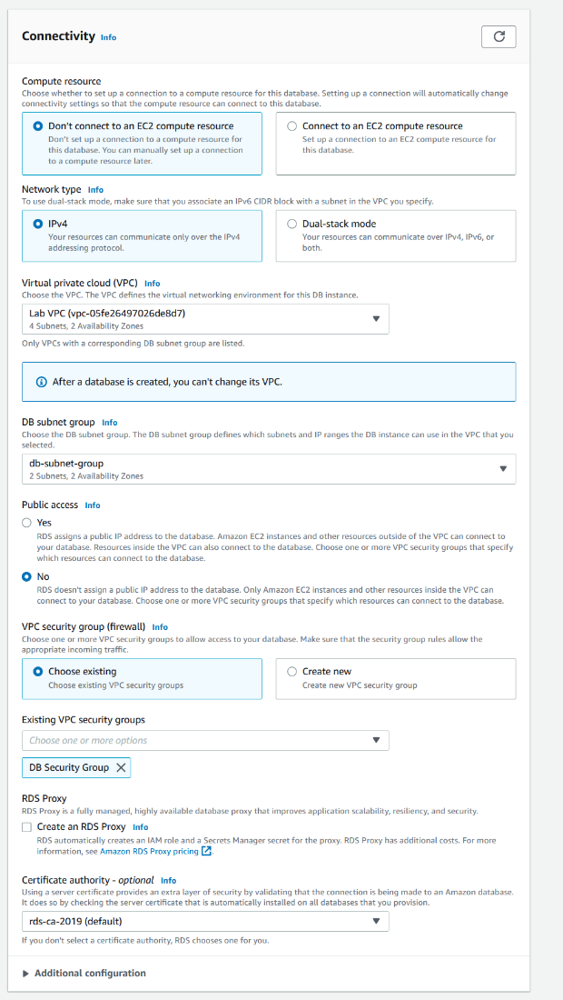 Connectivity Info
Compute resource
Choose whether to set up a connection to a compute resource for this database. Setting up a connection will automatically change
connectivity settings so that the compute resource can connect to this database.
Don't connect to an EC2 compute resource
Don't set up a connection to a compute resource for
this database. You can manually set up a connection
to a compute resource later.
Connect to an EC2 compute resource
Set up a connection to an EC2 compute resource for
this database.
Network type Info
To use dual-stack mode, make sure that you associate an IPv6 CIDR block with a subnet in the VPC you specify.
IPv4
Your resources can communicate only over the IPv4
addressing protocol.
Dual-stack mode
Your resources can communicate over IPv4, IPv6, or
both.
Virtual private cloud (VPC) Info
Choose the VPC. The VPC defines the virtual networking environment for this DB instance.
Lab VPC (vpc-05fe26497026de8d7)
4 Subnets, 2 Availability Zones
Only VPCs with a corresponding DB subnet group are listed.
After a database is created, you can't change its VPC.
DB subnet group Info
Choose the DB subnet group. The DB subnet group defines which subnets and IP ranges the DB instance can use in the VPC that you
selected.
db-subnet-group
2 Subnets, 2 Availability Zones
Public access Info
Yes
RDS assigns a public IP address to the database. Amazon EC2 instances and other resources outside of the VPC can connect to
your database. Resources inside the VPC can also connect to the database. Choose one or more VPC security groups that specify
which resources can connect to the database.
No
RDS doesn't assign a public IP address to the database. Only Amazon EC2 instances and other resources inside the VPC can
connect to your database. Choose one or more VPC security groups that specify which resources can connect to the database.
VPC security group (firewall) Info
Choose one or more VPC security groups to allow access to your database. Make sure that the security group rules allow the
appropriate incoming traffic.
Choose existing
Choose existing VPC security groups
Create new
Create new VPC security group
Existing VPC security groups
Choose one or more options
DB Security Group
RDS Proxy
RDS Proxy is a fully managed, highly available database proxy that improves application scalability, resiliency, and security.
Create an RDS Proxy Info
RDS automatically creates an IAM role and a Secrets Manager secret for the proxy. RDS Proxy has additional costs. For more
information, see Amazon RDS Proxy pricing.
Certificate authority - optional Info
Using a server certificate provides an extra layer of security by validating that the connection is being made to an Amazon database.
It does so by checking the server certificate that is automatically installed on all databases that you provision.
rds-ca-2019 (default)
If you don't select a certificate authority, RDS chooses one for you.
Additional configuration